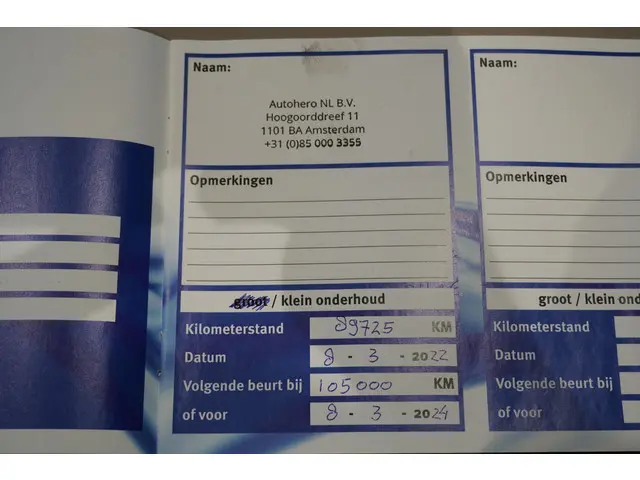 Naam:
Autohero NL B.V.
Hoogoorddreef 11
1101 BA Amsterdam
+31 (0)85 000 3355
Opmerkingen
groot / klein onderhoud
Kilometerstand 89725 KM
Datum 8 - 3 - 2022
Volgende beurt bij 105000 KM
of voor 8 - 3 - 2024
Naam:
Opmerkingen
groot / klein
Kilometerstand
Datum
Volgende beurt bij
of voor